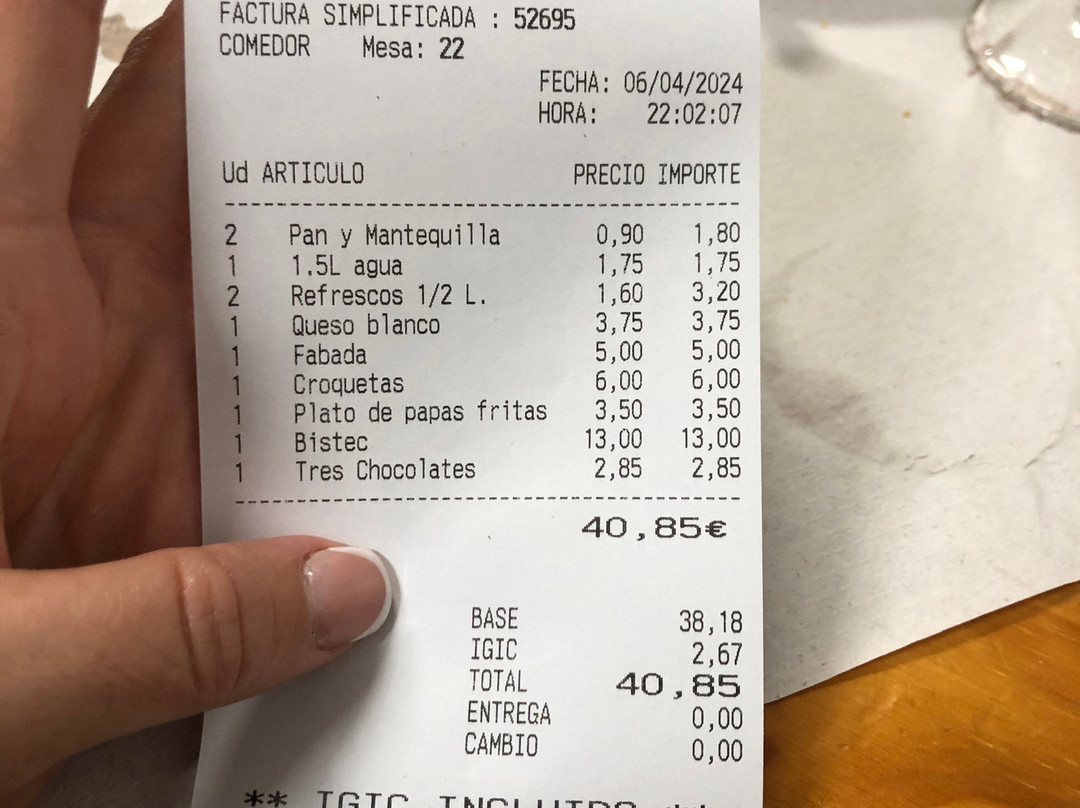 FACTURA SIMPLIFICADA : 52695
COMEDOR Mesa: 22
FECHA: 06/04/2024
HORA: 22:02:07
Ud ARTICULO PRECIO IMPORTE
2 Pan y Mantequilla 0,90 1,80
1 1.5L agua 1,75 1,75
2 Refrescos 1/2 L. 1,60 3,20
1 Queso blanco 3,75 3,75
1 Fabada 5,00 5,00
1 Croquetas 6,00 6,00
1 Plato de papas fritas 3,50 3,50
1 Bistec 13,00 13,00
1 Tres Chocolates 2,85 2,85
40,85€
BASE 38,18
IGIC 2,67
TOTAL 40,85
ENTREGA 0,00
CAMBIO 0,00
** IGIC INCLUIDO